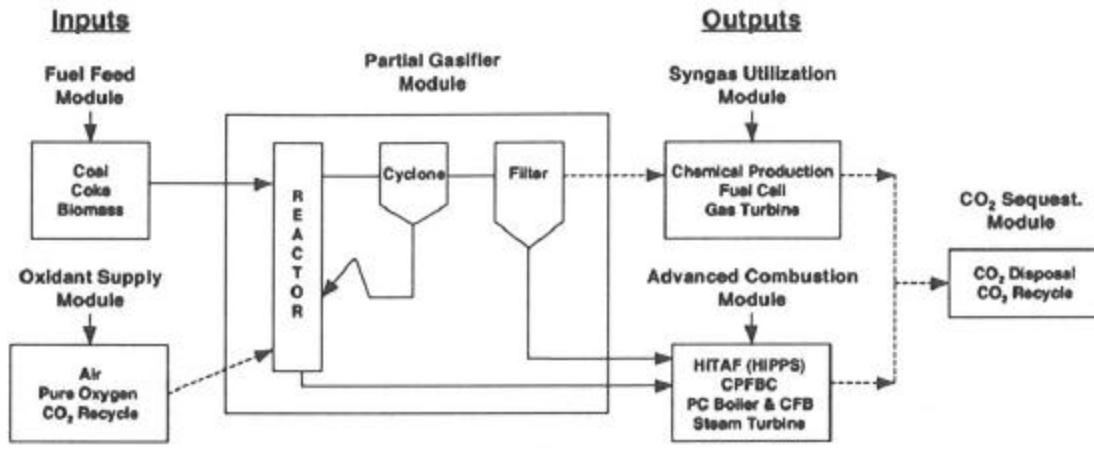 Inputs
Outputs
Fuel Feed
Module
Partial Gasifier
Module
Syngas Utilization
Module
Coal
Coke
Biomass
REACTOR
Cyclone
Filter
Chemical Production
Fuel Cell
Gas Turbine
CO₂ Sequest.
Module
CO₂ Disposal
CO₂ Recycle
Oxidant Supply
Module
Advanced Combustion
Module
Air
Pure Oxygen
CO₂ Recycle
HITAF (HIPPS)
CPFBC
PC Boiler & CFB
Steam Turbine